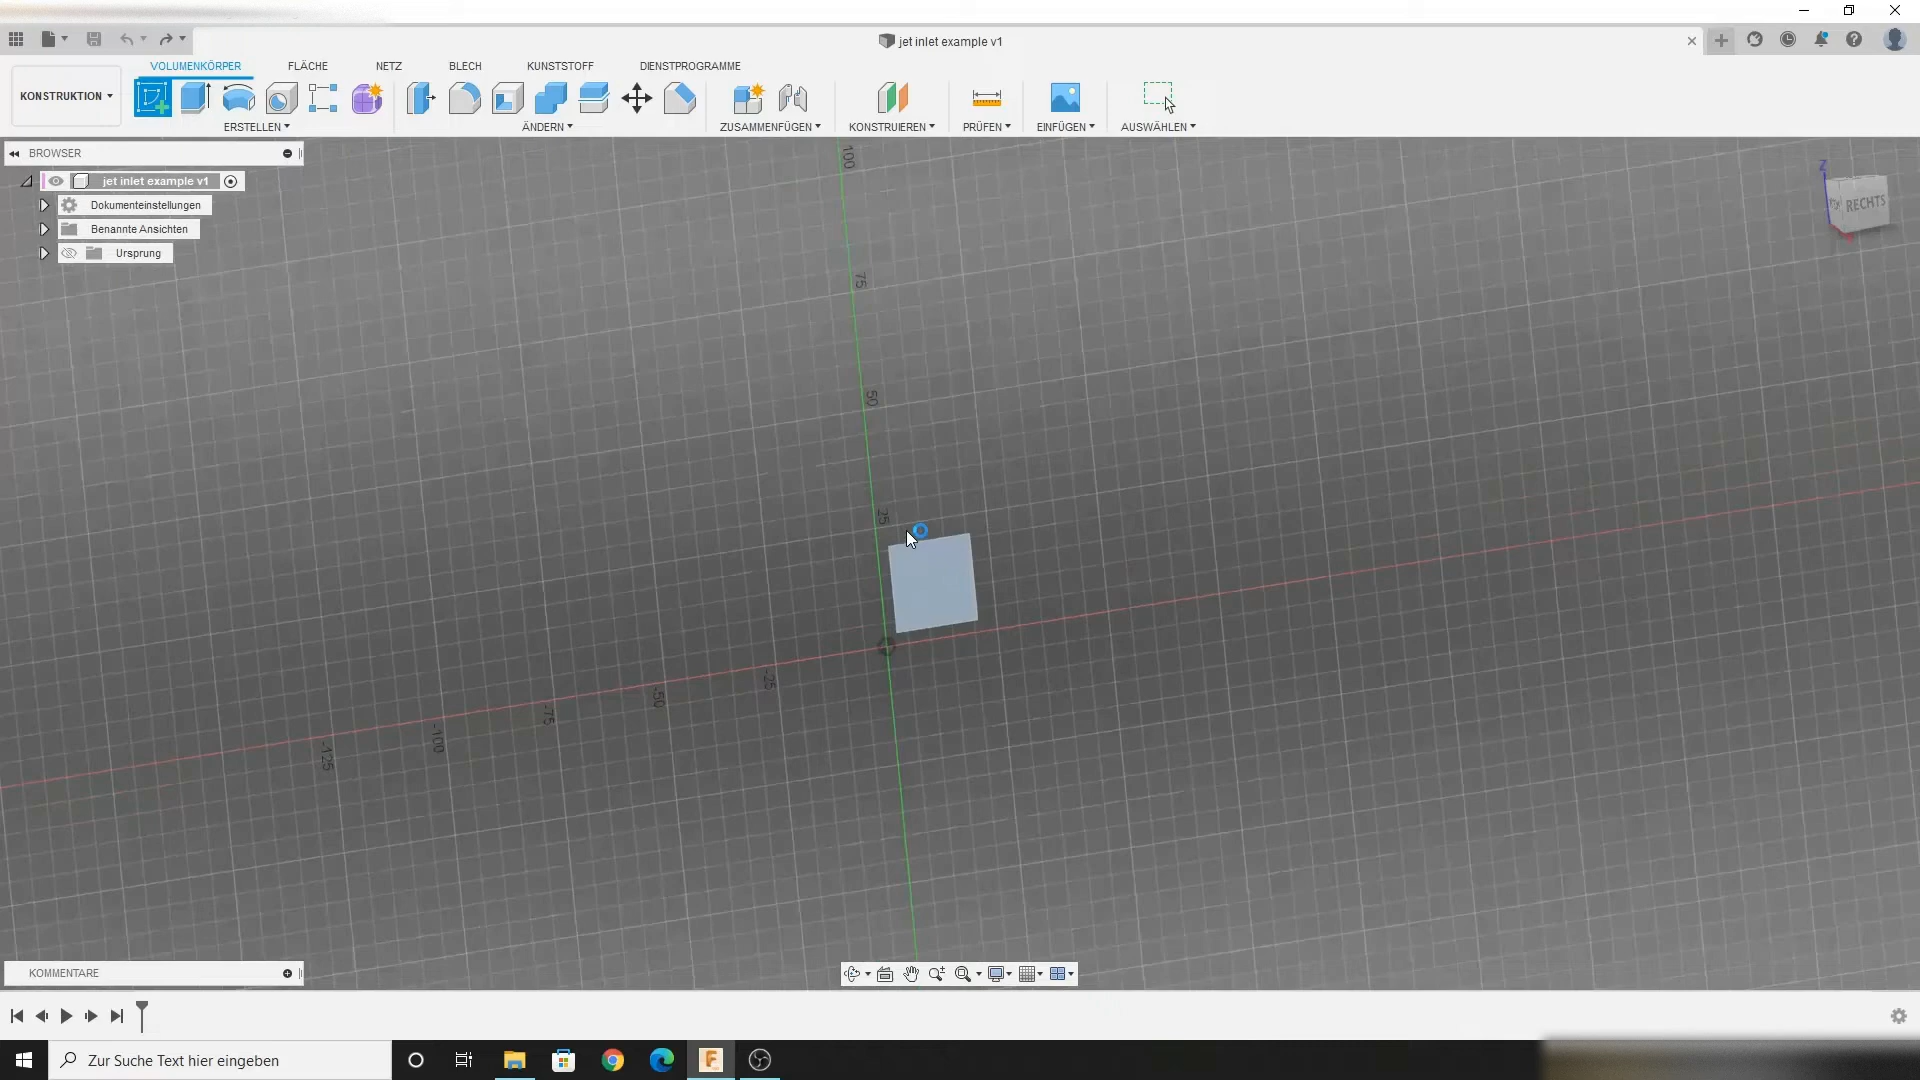 jet inlet example v1
VOLUMENKÖRPER FLÄCHE NETZ BLECH KUNSTSTOFF DIENSTPROGRAMME
KONSTRUKTION
ERSTELLEN ÄNDERN ZUSAMMENFÜGEN KONSTRUIEREN PRÜFEN EINFÜGEN AUSWÄHLEN
BROWSER
jet inlet example v1
Dokumenteinstellungen
Benannte Ansichten
Ursprung
Z
RECHTS
100
75
50
25
-25
-50
-75
-100
-125
KOMMENTARE
Zur Suche Text hier eingeben